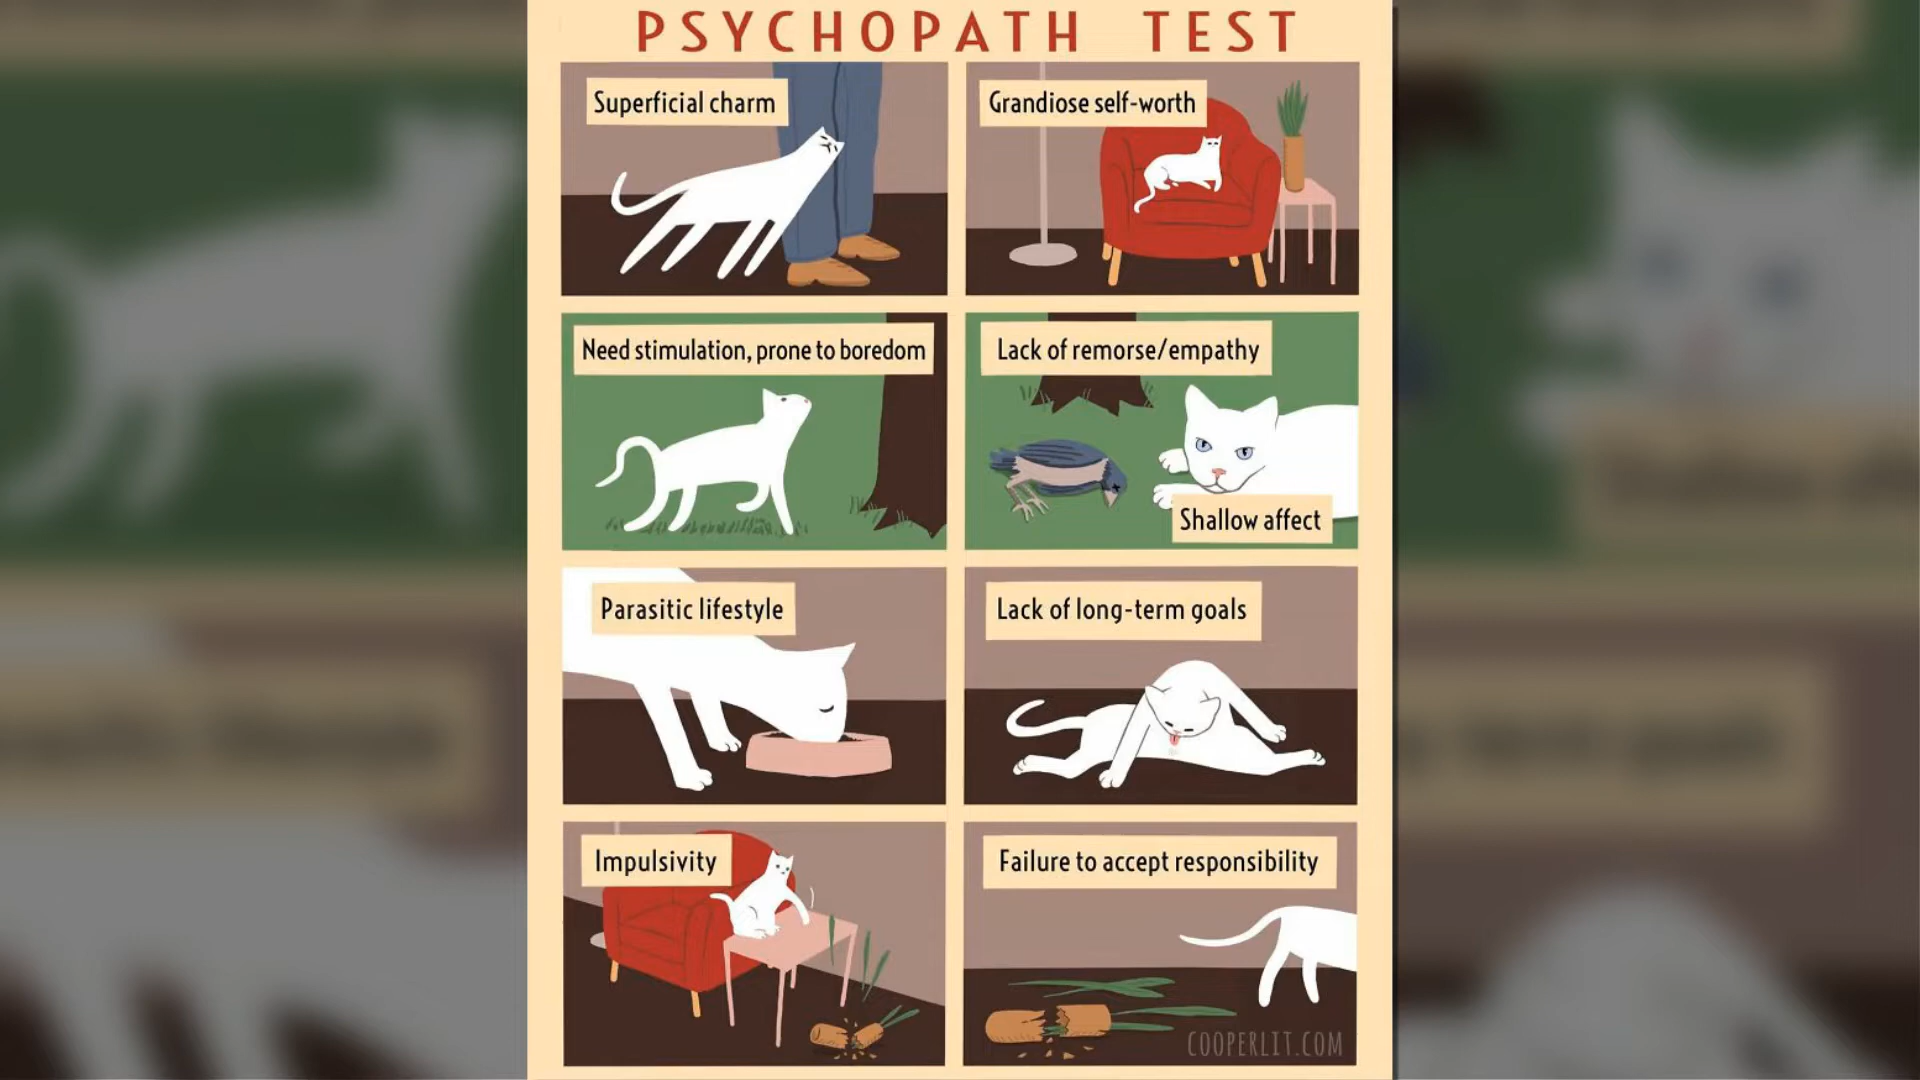 PSYCHOPATH TEST
Superficial charm
Grandiose self-worth
Need stimulation, prone to boredom
Lack of remorse/empathy
Shallow affect
Parasitic lifestyle
Lack of long-term goals
Impulsivity
Failure to accept responsibility
COOPERLIT.COM